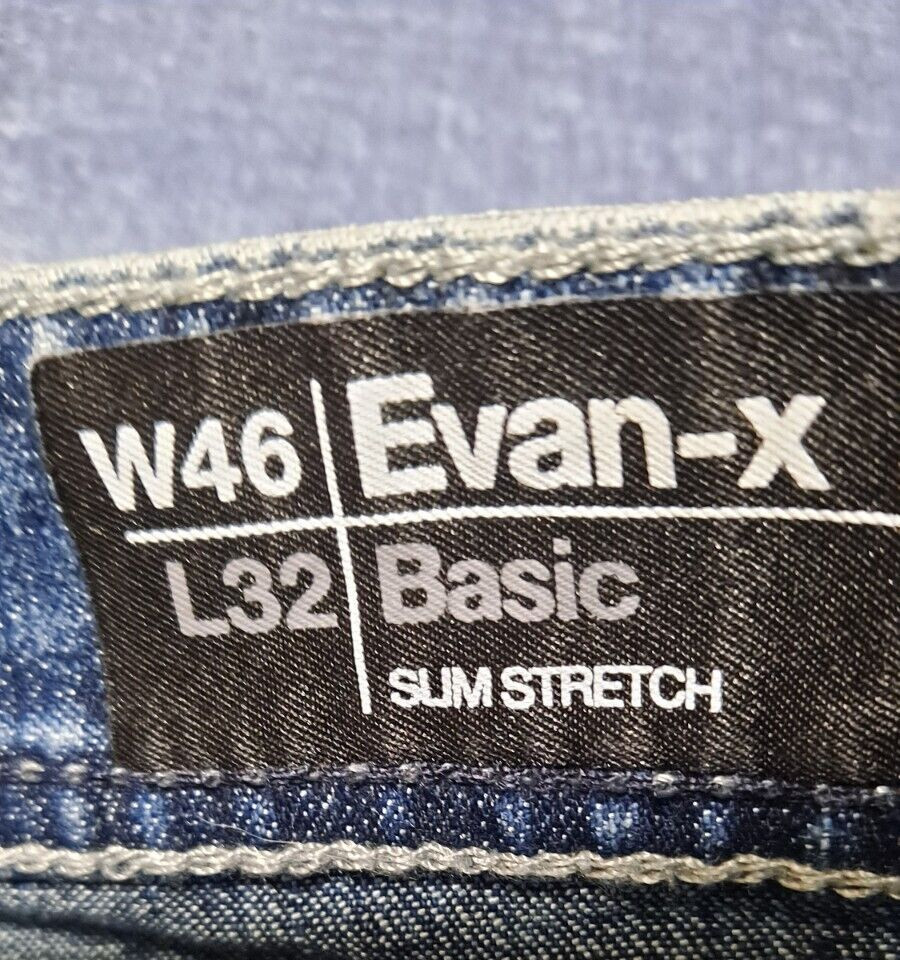 W46 Evan-x
L32 Basic
SLIM STRETCH